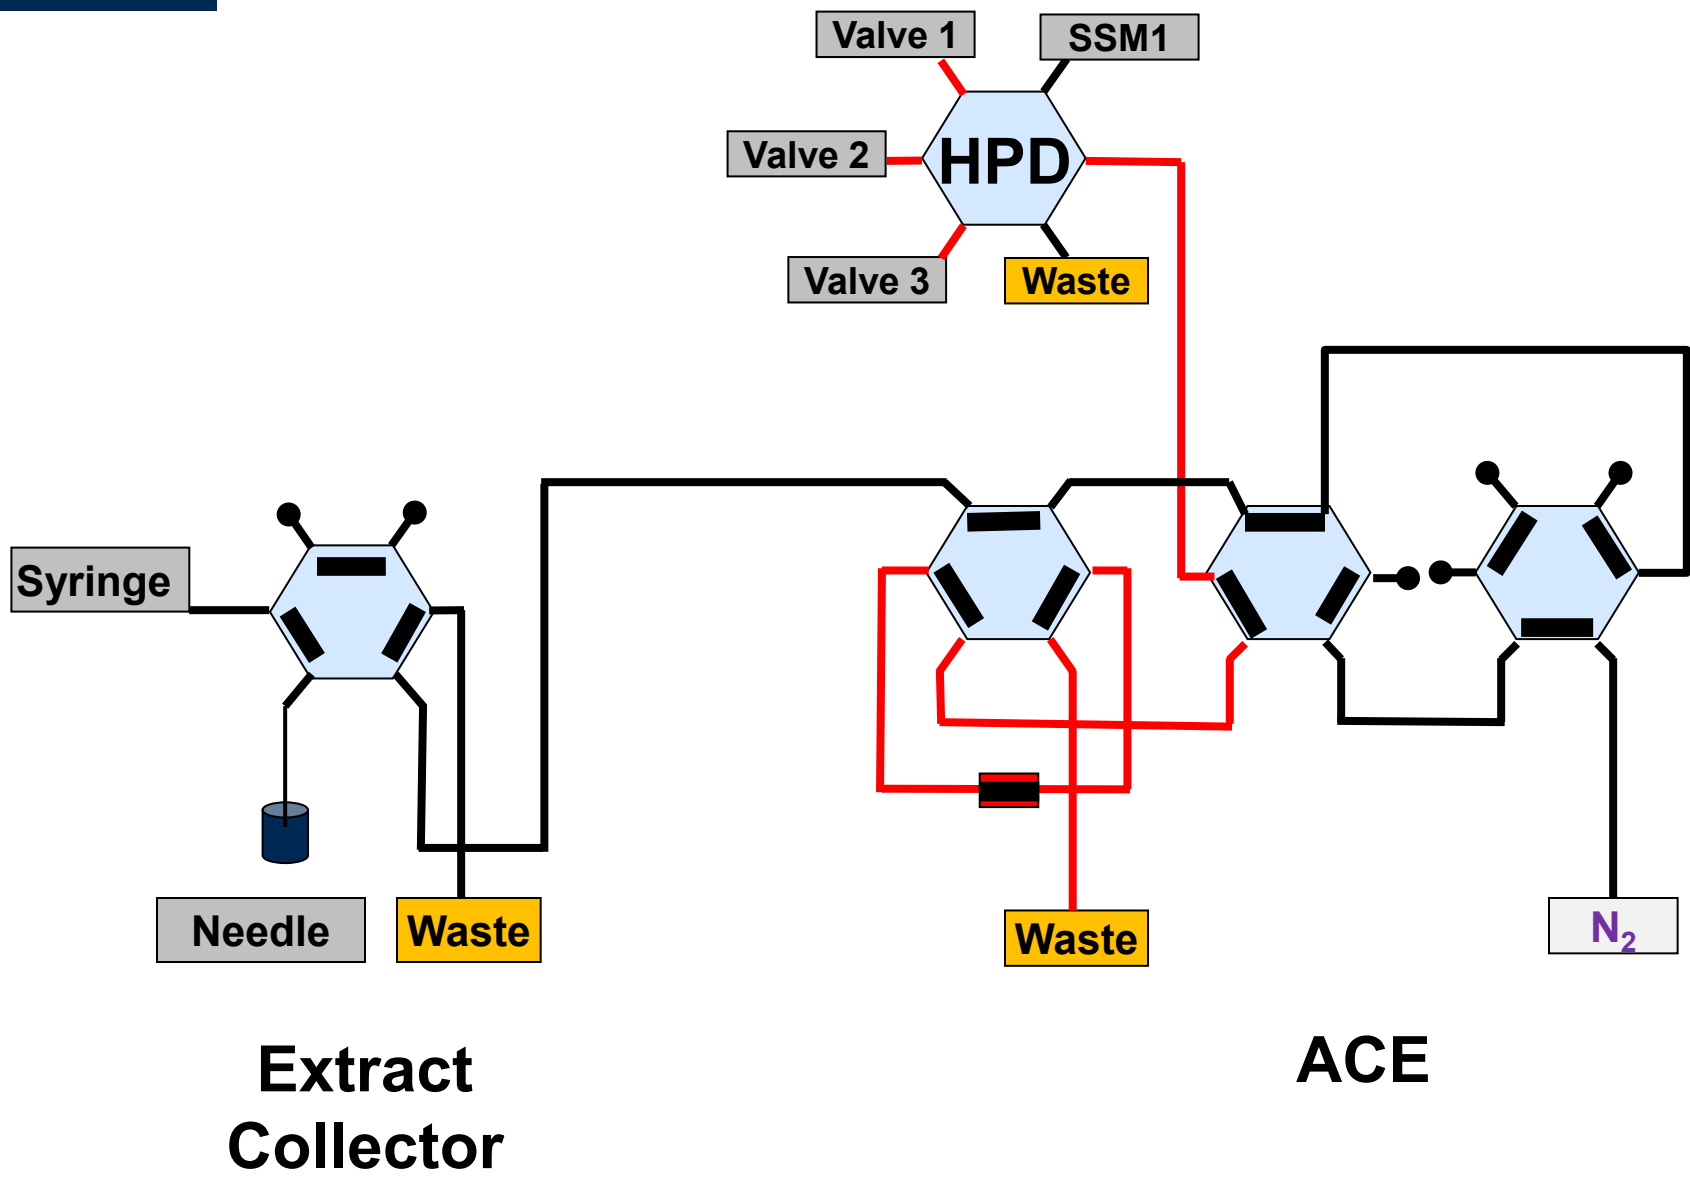 Valve 1
SSM1
HPD
Valve 2
Valve 3
Waste
Syringe
Needle
Waste
Waste
N₂
Extract
Collector
ACE